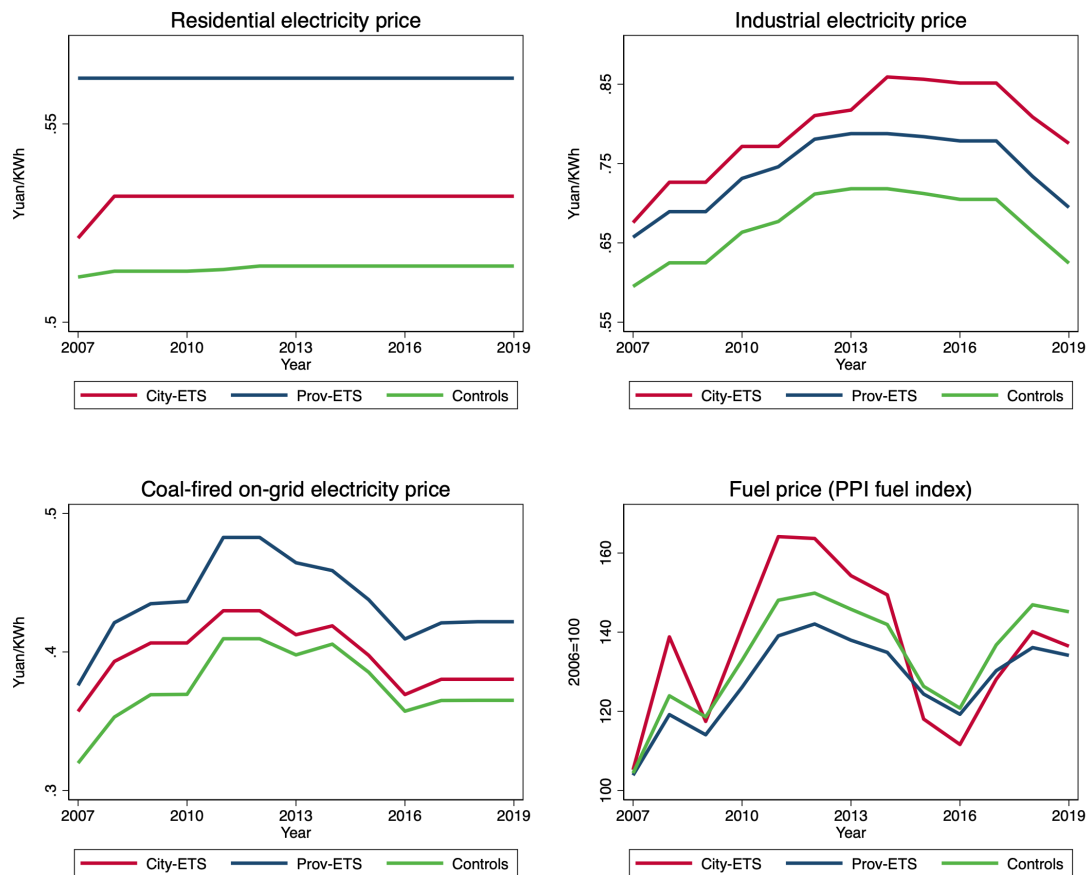 Residential electricity price
Yuan/KWh
.55
.5
2007 2010 2013 2016 2019
Year
City-ETS Prov-ETS Controls
Industrial electricity price
Yuan/KWh
.85
.75
.65
.55
2007 2010 2013 2016 2019
Year
City-ETS Prov-ETS Controls
Coal-fired on-grid electricity price
Yuan/KWh
.5
.4
.3
2007 2010 2013 2016 2019
Year
City-ETS Prov-ETS Controls
Fuel price (PPI fuel index)
2006=100
160
140
120
100
2007 2010 2013 2016 2019
Year
City-ETS Prov-ETS Controls